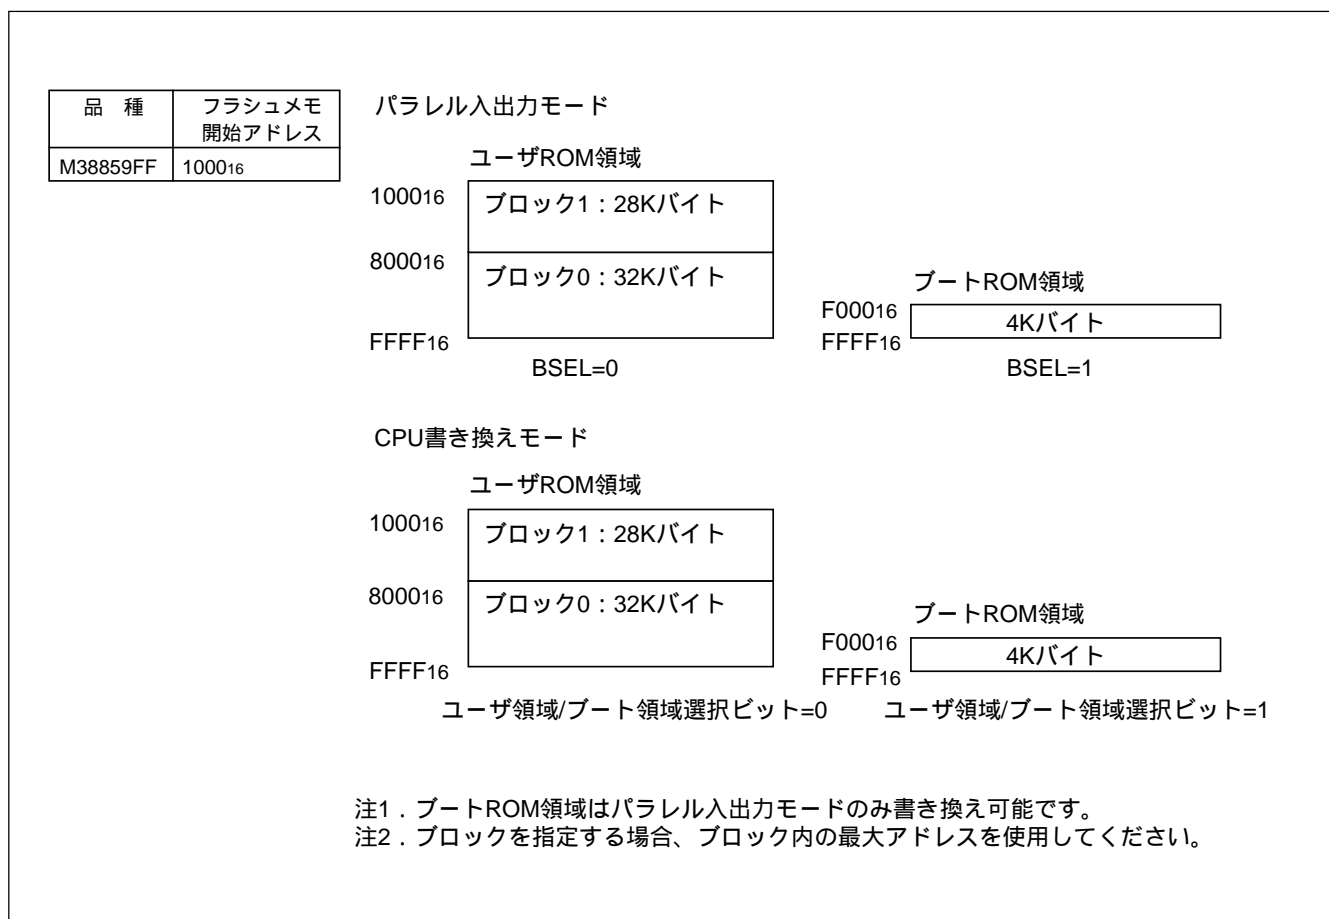 品 種
フラシュメモ
開始アドレス
M38859FF
100016
パラレル入出力モード
ユーザROM領域
100016
ブロック1：28Kバイト
800016
ブロック0：32Kバイト
FFFF16
BSEL=0
ブートROM領域
F00016
4Kバイト
FFFF16
BSEL=1
CPU書き換えモード
ユーザROM領域
100016
ブロック1：28Kバイト
800016
ブロック0：32Kバイト
FFFF16
ユーザ領域/ブート領域選択ビット=0
ブートROM領域
F00016
4Kバイト
FFFF16
ユーザ領域/ブート領域選択ビット=1
注1．ブートROM領域はパラレル入出力モードのみ書き換え可能です。
注2．ブロックを指定する場合、ブロック内の最大アドレスを使用してください。